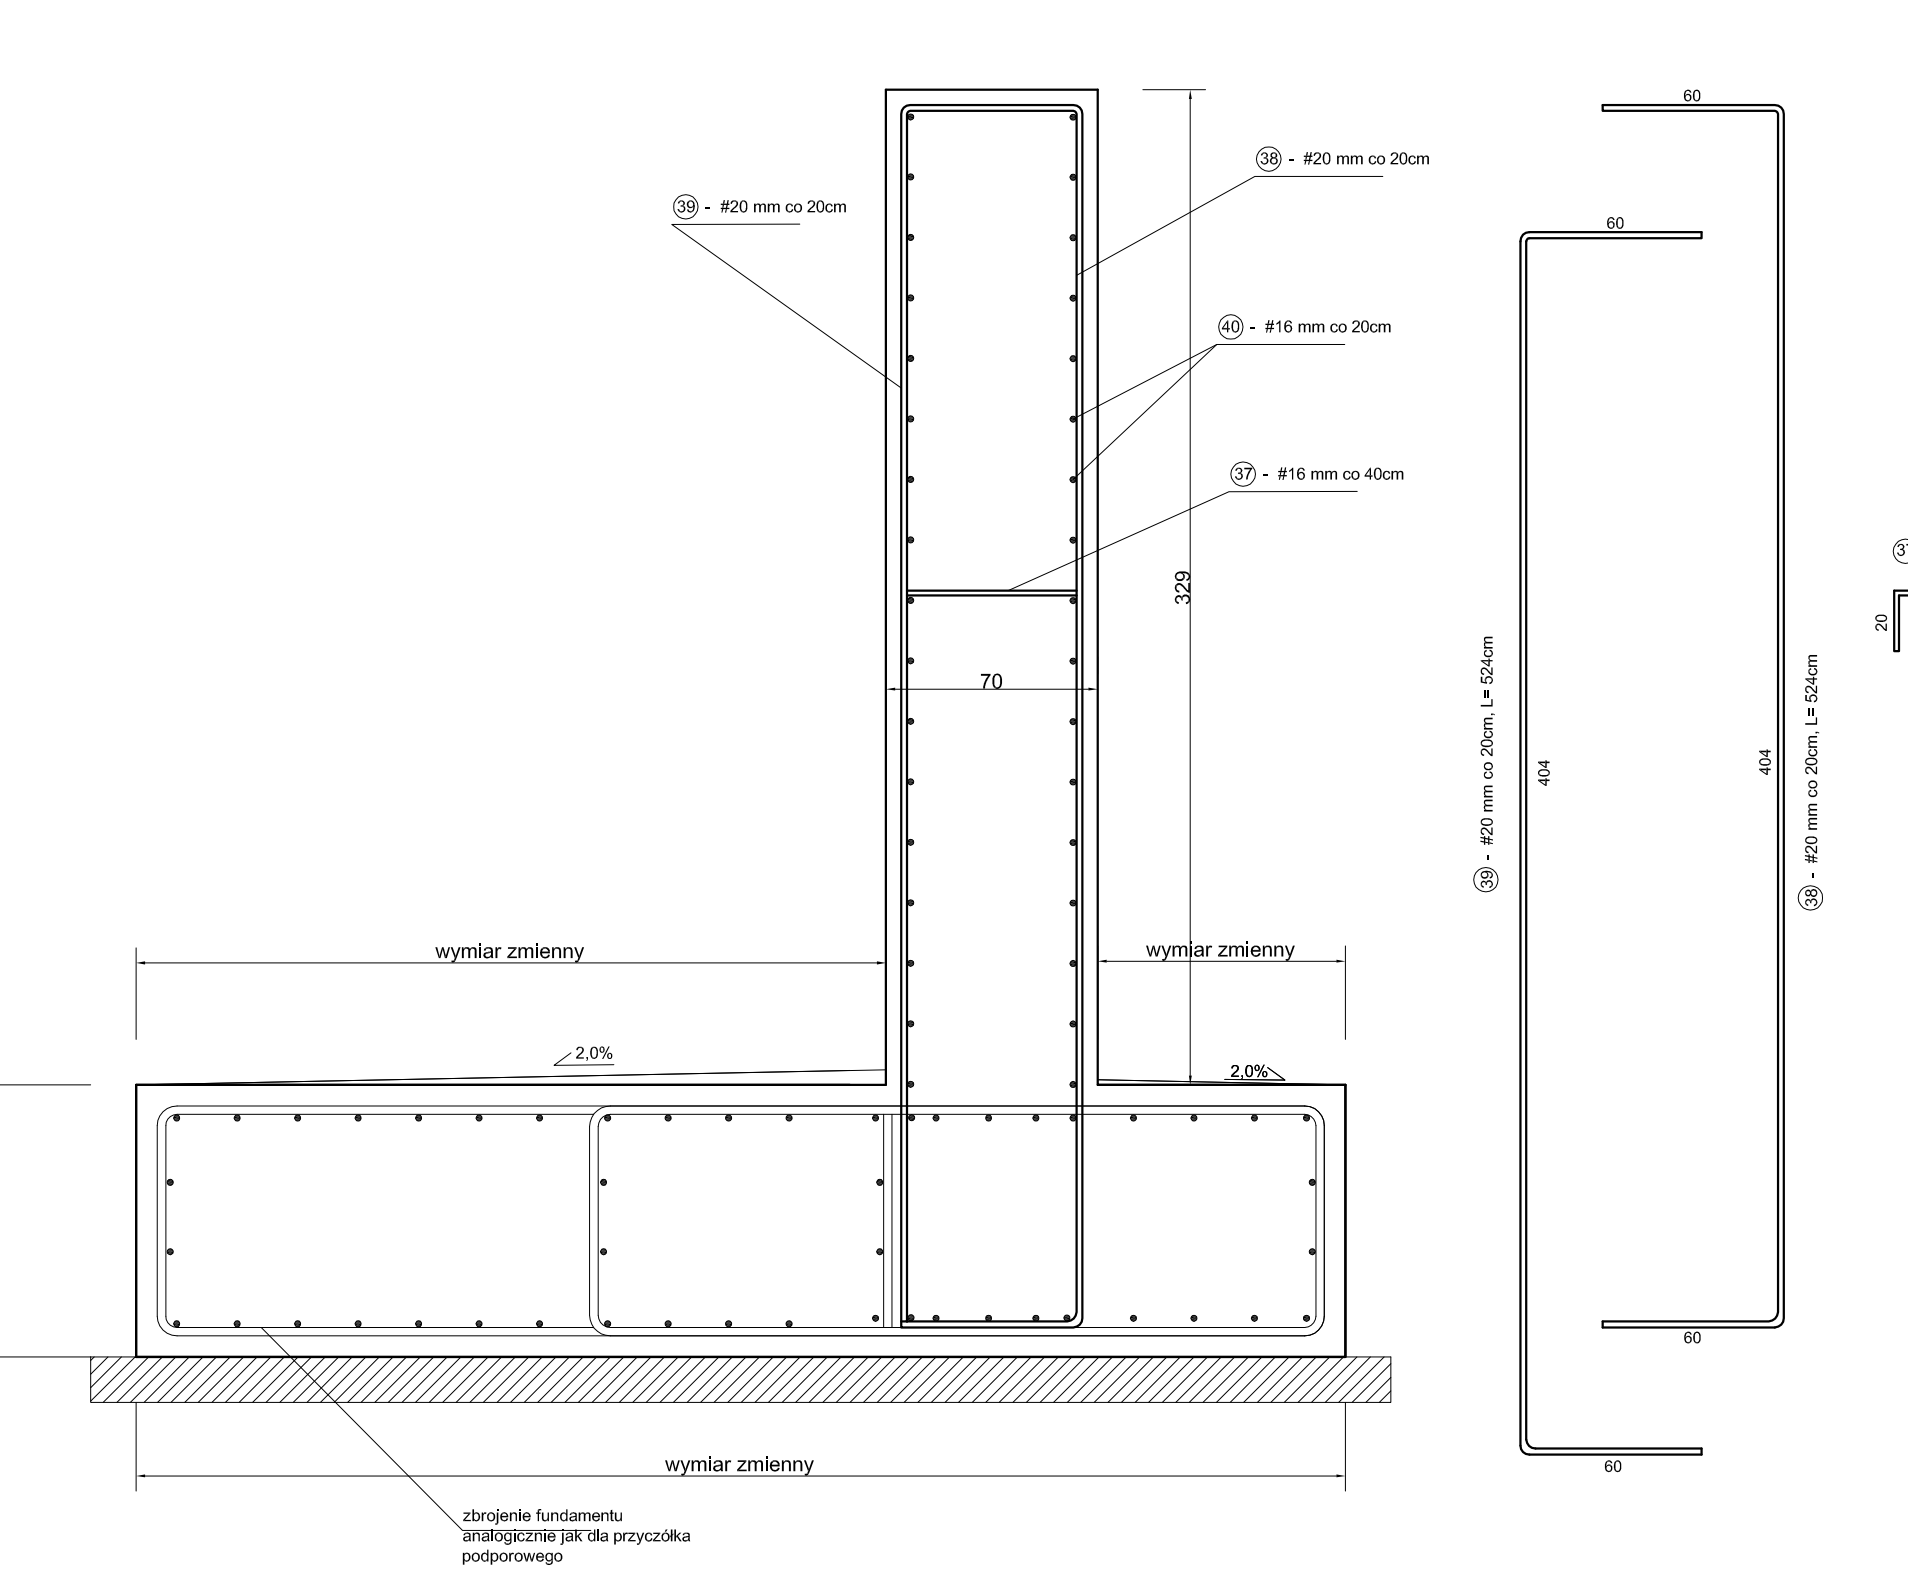 60
38 - #20 mm co 20cm
39 - #20 mm co 20cm
60
40 - #16 mm co 20cm
37 - #16 mm co 40cm
329
20
70
39 - #20 mm co 20cm, L= 524cm
404
404
38 - #20 mm co 20cm, L= 524cm
wymiar zmienny
wymiar zmienny
2,0%
2,0%
60
60
wymiar zmienny
zbrojenie fundamentu
analogicznie jak dla przyczółka
podporowego